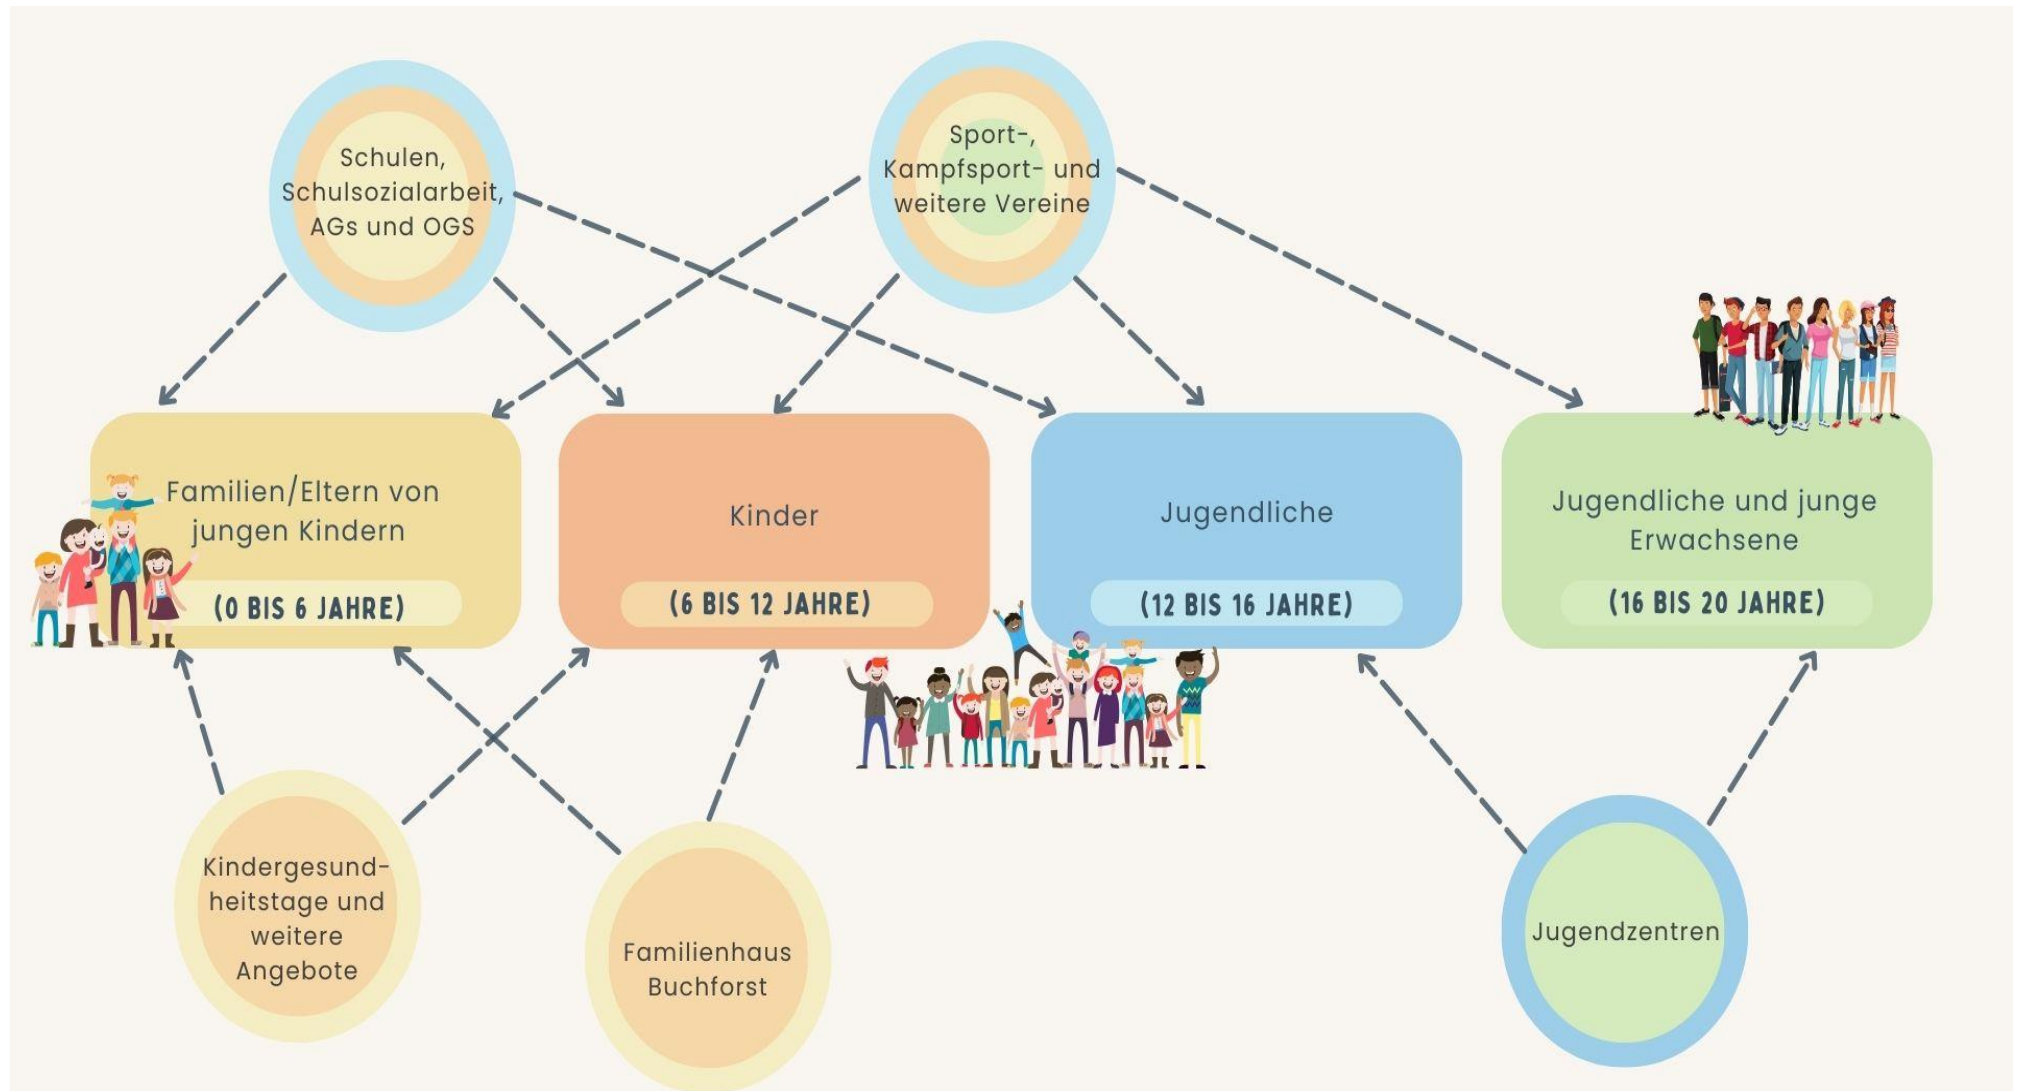 Schulen,
Schulsozialarbeit,
AGs und OGS
Sport-,
Kampfsport- und
weitere Vereine
Familien/Eltern von
jungen Kindern
(0 BIS 6 JAHRE)
Kinder
(6 BIS 12 JAHRE)
Jugendliche
(12 BIS 16 JAHRE)
Jugendliche und junge
Erwachsene
(16 BIS 20 JAHRE)
Kindergesund-
heitstage und
weitere
Angebote
Familienhaus
Buchforst
Jugendzentren